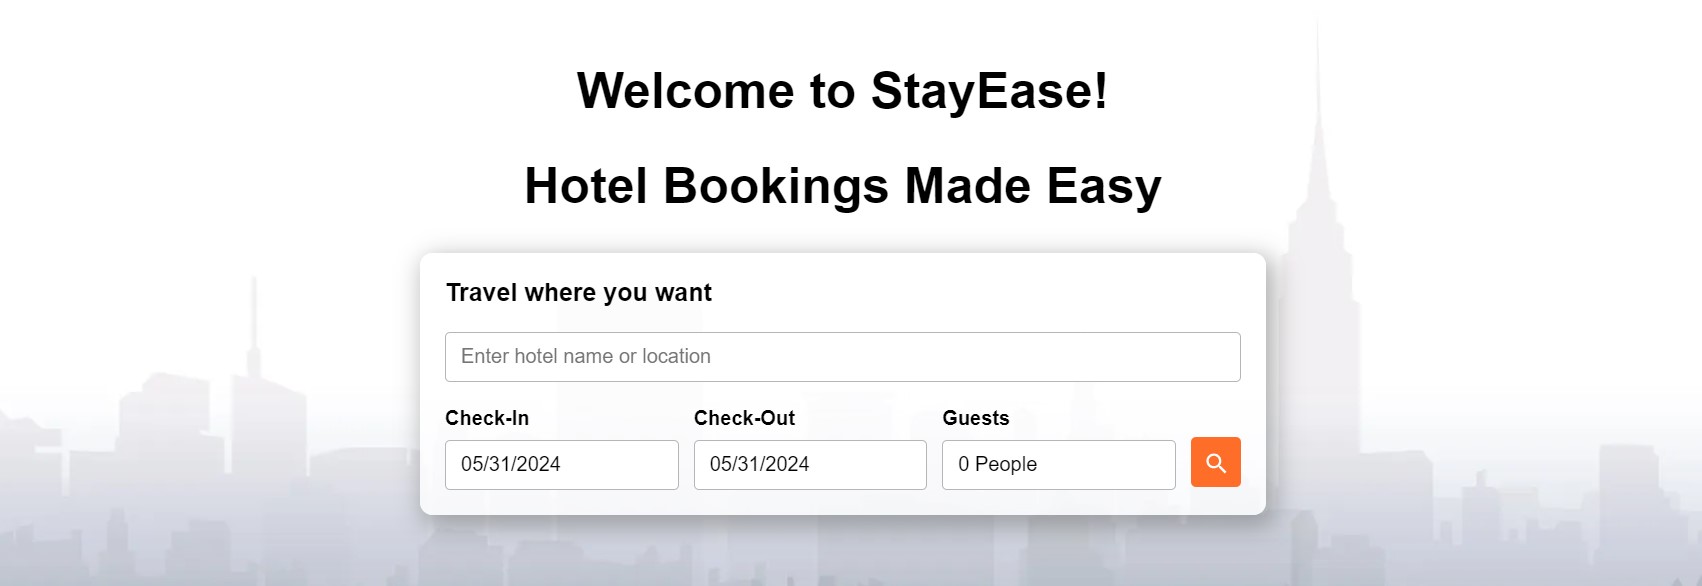 Welcome to StayEase!
Hotel Bookings Made Easy
Travel where you want
Enter hotel name or location
Check-In
Check-Out
Guests
05/31/2024
05/31/2024
0 People